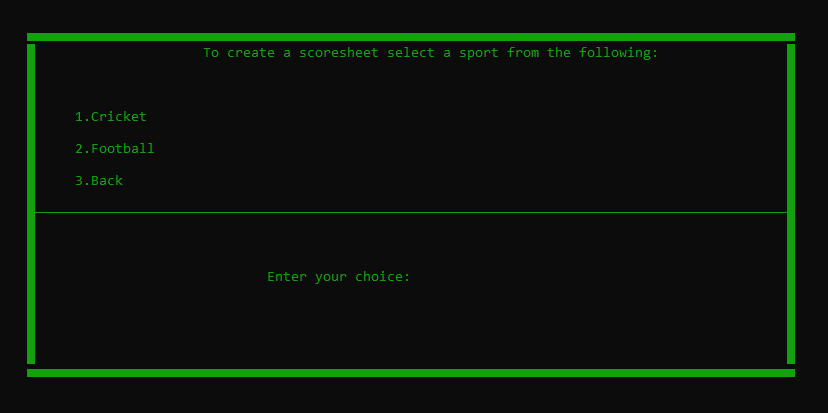 To create a scoresheet select a sport from the following:
1.Cricket
2.Football
3.Back
Enter your choice: